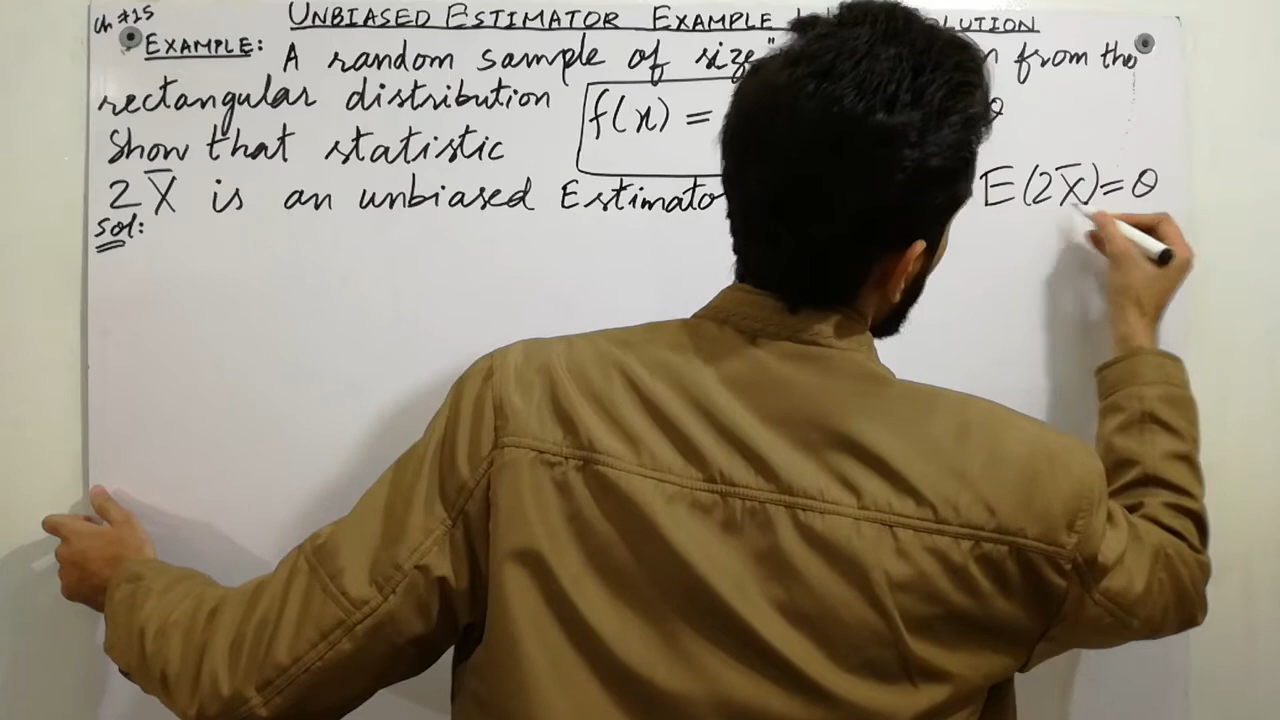 Ch #15
UNBIASED ESTIMATOR EXAMPLE
EXAMPLE: A random sample of size from the
rectangular distribution f(x) = θ
Show that statistic
2X̄ is an unbiased E(2X̄)=θ
Sol: